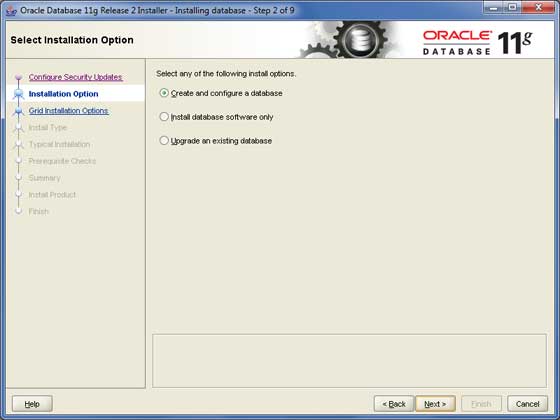 Oracle Database 11g Release 2 Installer - Installing database - Step 2 of 9
Select Installation Option
ORACLE
DATABASE
11g
Configure Security Updates
Installation Option
Grid Installation Options
Install Type
Typical Installation
Prerequisite Checks
Summary
Install Product
Finish
Select any of the following install options.
Create and configure a database
Install database software only
Upgrade an existing database
Help
< Back
Next >
Finish
Cancel